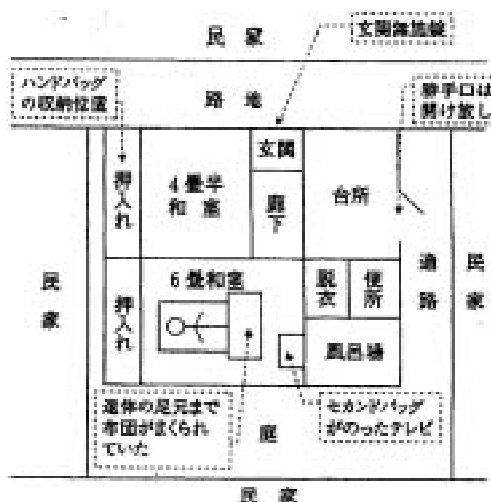 民家
玄関無施錠
ハンドバッグ
の収納位置
路地
勝手口は
開け放し
玄関
押入れ
4畳半
和室
廊下
台所
民家
押入れ
6畳和室
脱衣
便所
通路
民家
風呂場
遺体の足元まで
布団がまくられ
ていた
庭
セカンドバッグ
がのったテレビ
民家